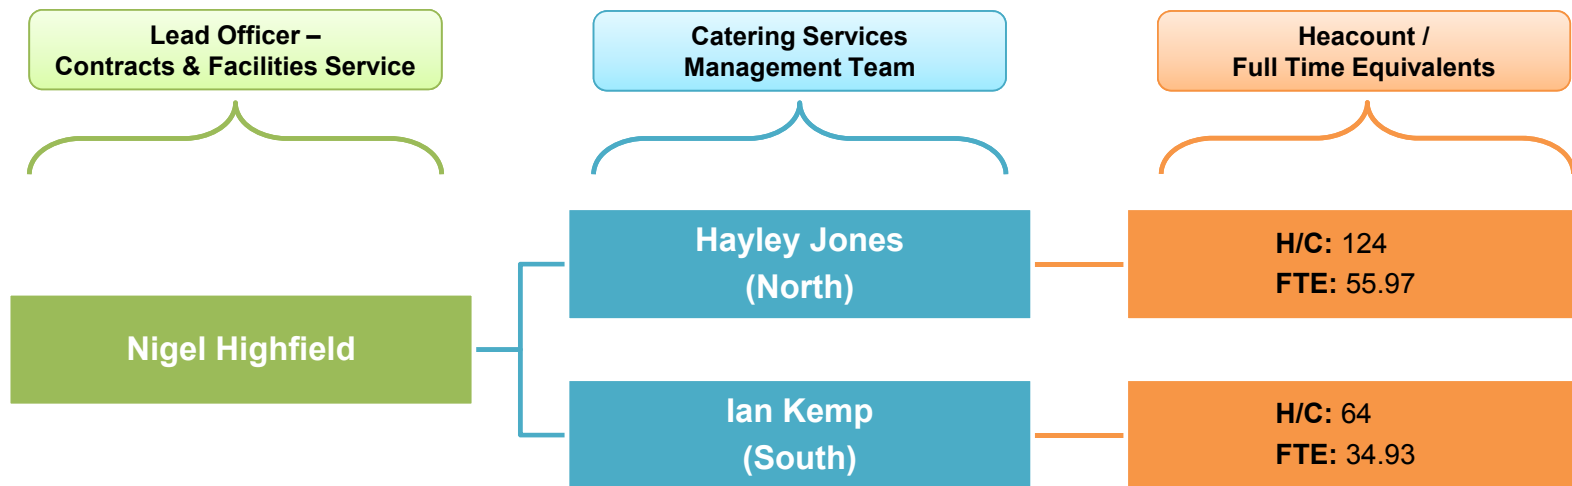 Lead Officer –
Contracts & Facilities Service
Catering Services
Management Team
Heacount /
Full Time Equivalents
Nigel Highfield
Hayley Jones
(North)
H/C: 124
FTE: 55.97
Ian Kemp
(South)
H/C: 64
FTE: 34.93